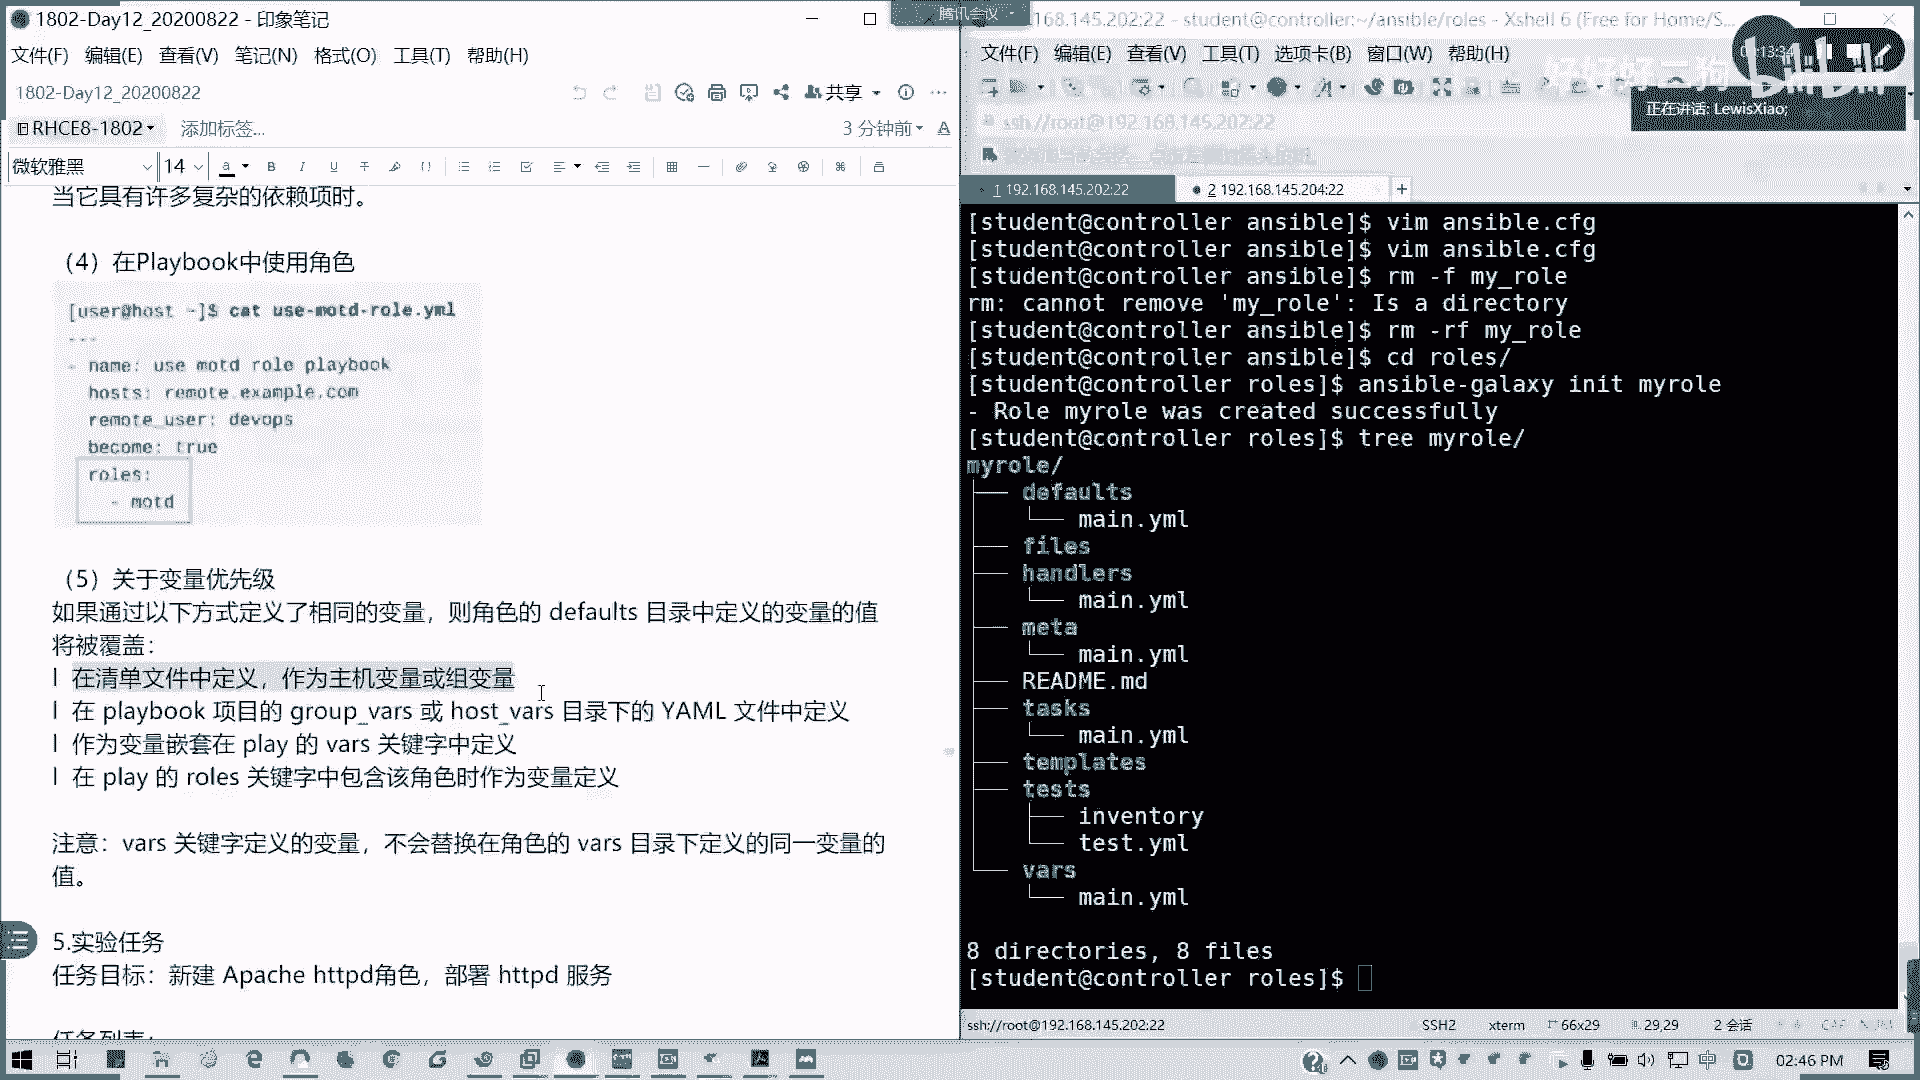 1802-Day12_20200822 - 印象笔记
文件(F) 编辑(E) 查看(V) 笔记(N) 格式(O) 工具(T) 帮助(H)
1802-Day12_20200822
共享
RHCE8-1802
添加标签...
3 分钟前
微软雅黑
14
当它具有许多复杂的依赖项时。
（4）在Playbook中使用角色
[user@host ~]$ cat use-motd-role.yml
---
- name: use motd role playbook
hosts: remote.example.com
remote_user: devops
become: true
roles:
- motd
（5）关于变量优先级
如果通过以下方式定义了相同的变量，则角色的 defaults 目录中定义的变量的值
将被覆盖：
l 在清单文件中定义，作为主机变量或组变量
l 在 playbook 项目的 group_vars 或 host_vars 目录下的 YAML 文件中定义
l 作为变量嵌套在 play 的 vars 关键字中定义
l 在 play 的 roles 关键字中包含该角色时作为变量定义
注意：vars 关键字定义的变量，不会替换在角色的 vars 目录下定义的同一变量的
值。
5.实验任务
任务目标：新建 Apache httpd角色，部署 httpd 服务
任务列表：
腾讯会议
168.145.202:22 - student@controller:~/ansible/roles - Xshell 6 (Free for Home/S...
文件(F) 编辑(E) 查看(V) 工具(T) 选项卡(B) 窗口(W) 帮助(H)
好好好二狗
bilibili
正在讲话: LewisXiao;
ssh://root@192.168.145.202:22
1 192.168.145.202:22
2 192.168.145.204:22
[student@controller ansible]$ vim ansible.cfg
[student@controller ansible]$ vim ansible.cfg
[student@controller ansible]$ rm -f my_role
rm: cannot remove 'my_role': Is a directory
[student@controller ansible]$ rm -rf my_role
[student@controller ansible]$ cd roles/
[student@controller roles]$ ansible-galaxy init myrole
- Role myrole was created successfully
[student@controller roles]$ tree myrole/
myrole/
├── defaults
│   └── main.yml
├── files
├── handlers
│   └── main.yml
├── meta
│   └── main.yml
├── README.md
├── tasks
│   └── main.yml
├── templates
├── tests
│   ├── inventory
│   └── test.yml
└── vars
    └── main.yml
8 directories, 8 files
[student@controller roles]$
ssh://root@192.168.145.202:22
SSH2
xterm
66x29
29,29
2 会话
中
02:46 PM